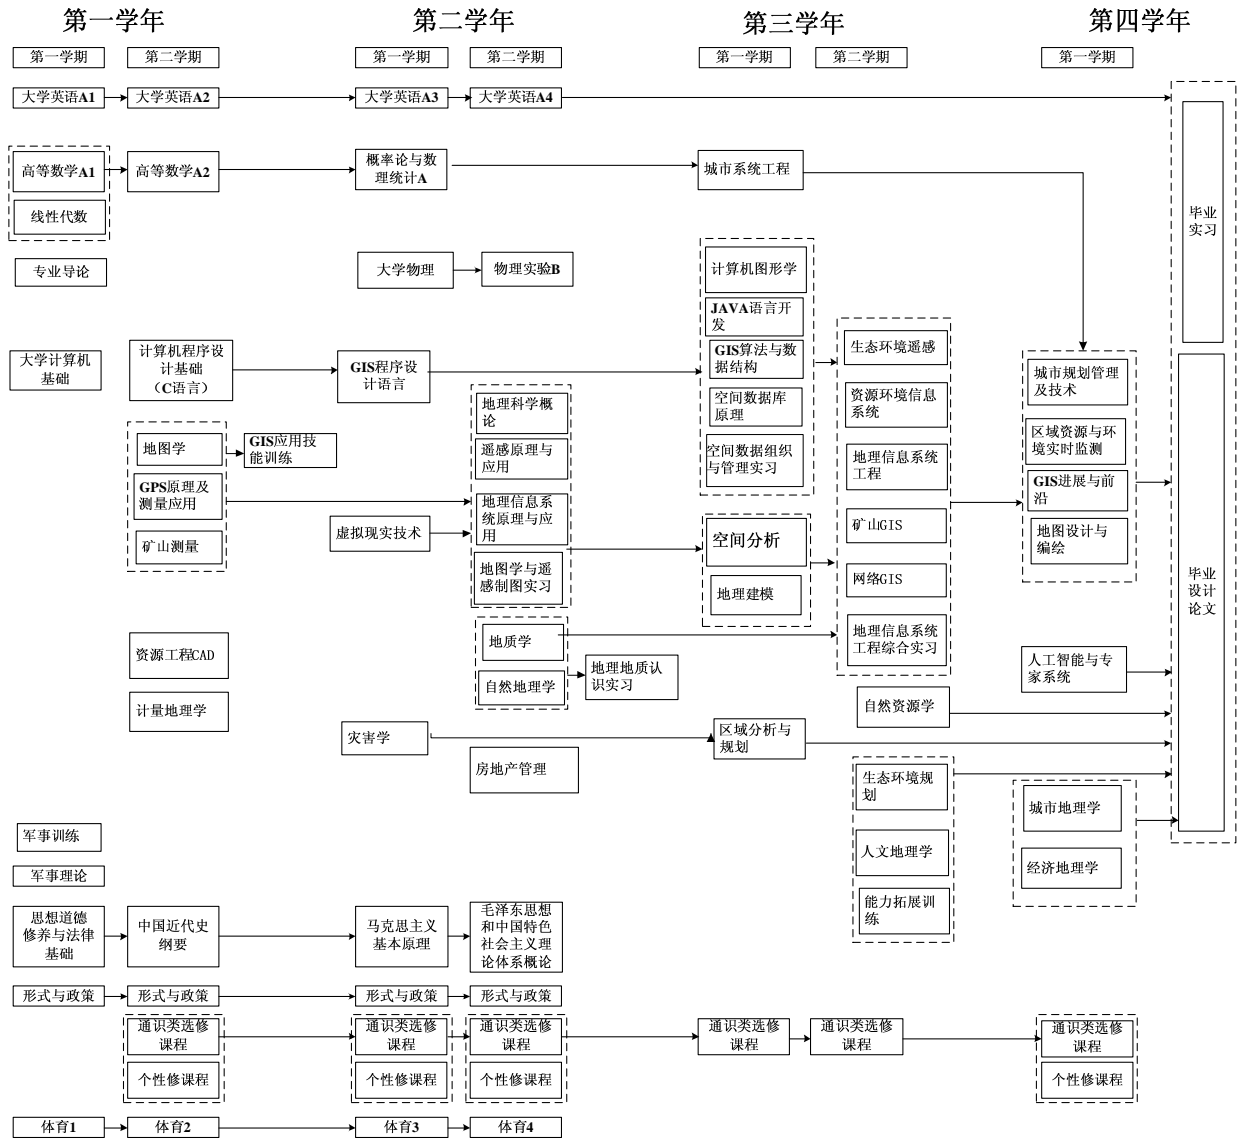 第一学年
第二学年
第三学年
第四学年
第一学期
第二学期
第一学期
第二学期
第一学期
第二学期
第一学期
大学英语A1
大学英语A2
大学英语A3
大学英语A4
高等数学A1
高等数学A2
概率论与数
理统计A
城市系统工程
线性代数
毕业
实习
专业导论
大学物理
物理实验B
计算机图形学
JAVA语言开
发
大学计算机
基础
计算机程序设
计基础
（C语言）
GIS程序设
计语言
GIS算法与数
据结构
生态环境遥感
城市规划管理
及技术
地理科学概
论
空间数据库
原理
资源环境信息
系统
区域资源与环
境实时监测
地图学
GIS应用技
能训练
遥感原理与
应用
空间数据组织
与管理实习
地理信息系统
工程
GIS进展与前
沿
GPS原理及
测量应用
地理信息系
统原理与应
用
矿山GIS
地图设计与
编绘
矿山测量
虚拟现实技术
空间分析
地图学与遥
感制图实习
地理建模
网络GIS
毕业
设计
论文
资源工程CAD
地质学
地理信息系统
工程综合实习
自然地理学
地理地质认
识实习
人工智能与专
家系统
计量地理学
自然资源学
灾害学
区域分析与
规划
房地产管理
生态环境规
划
城市地理学
军事训练
人文地理学
经济地理学
军事理论
能力拓展训
练
思想道德
修养与法律
基础
中国近代史
纲要
马克思主义
基本原理
毛泽东思想
和中国特色
社会主义理
论体系概论
形式与政策
形式与政策
形式与政策
形式与政策
通识类选修
课程
通识类选修
课程
通识类选修
课程
通识类选修
课程
通识类选修
课程
通识类选修
课程
个性修课程
个性修课程
个性修课程
个性修课程
体育1
体育2
体育3
体育4